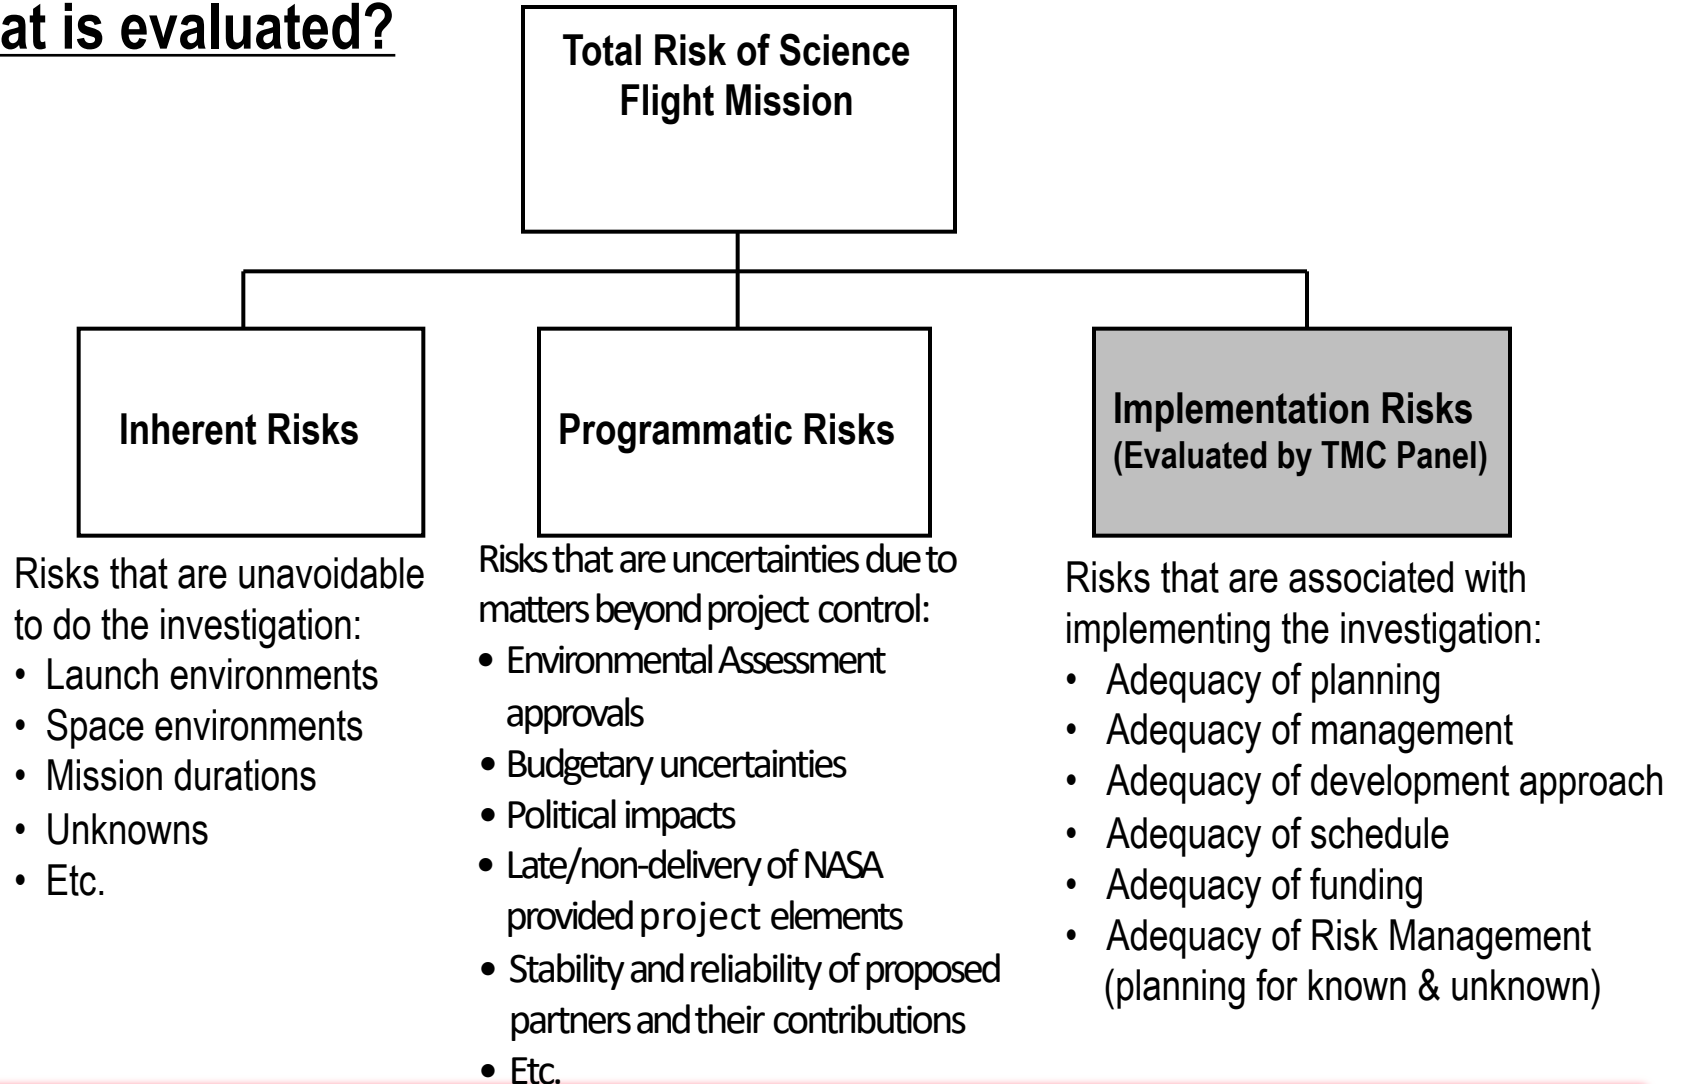 at is evaluated?
Total Risk of Science
Flight Mission
Inherent Risks
Programmatic Risks
Implementation Risks
(Evaluated by TMC Panel)
Risks that are unavoidable
to do the investigation:
• Launch environments
• Space environments
• Mission durations
• Unknowns
• Etc.
Risks that are uncertainties due to
matters beyond project control:
• Environmental Assessment
approvals
• Budgetary uncertainties
• Political impacts
• Late/non-delivery of NASA
provided project elements
• Stability and reliability of proposed
partners and their contributions
• Etc.
Risks that are associated with
implementing the investigation:
• Adequacy of planning
• Adequacy of management
• Adequacy of development approach
• Adequacy of schedule
• Adequacy of funding
• Adequacy of Risk Management
(planning for known & unknown)